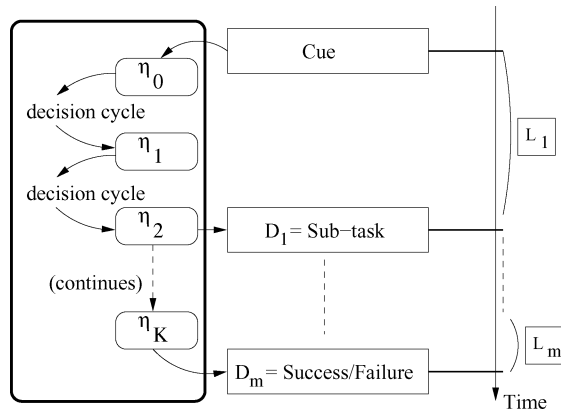 Cue
η0
decision cycle
L1
η1
decision cycle
η2
D1= Sub−task
(continues)
ηK
Dm= Success/Failure
Lm
Time